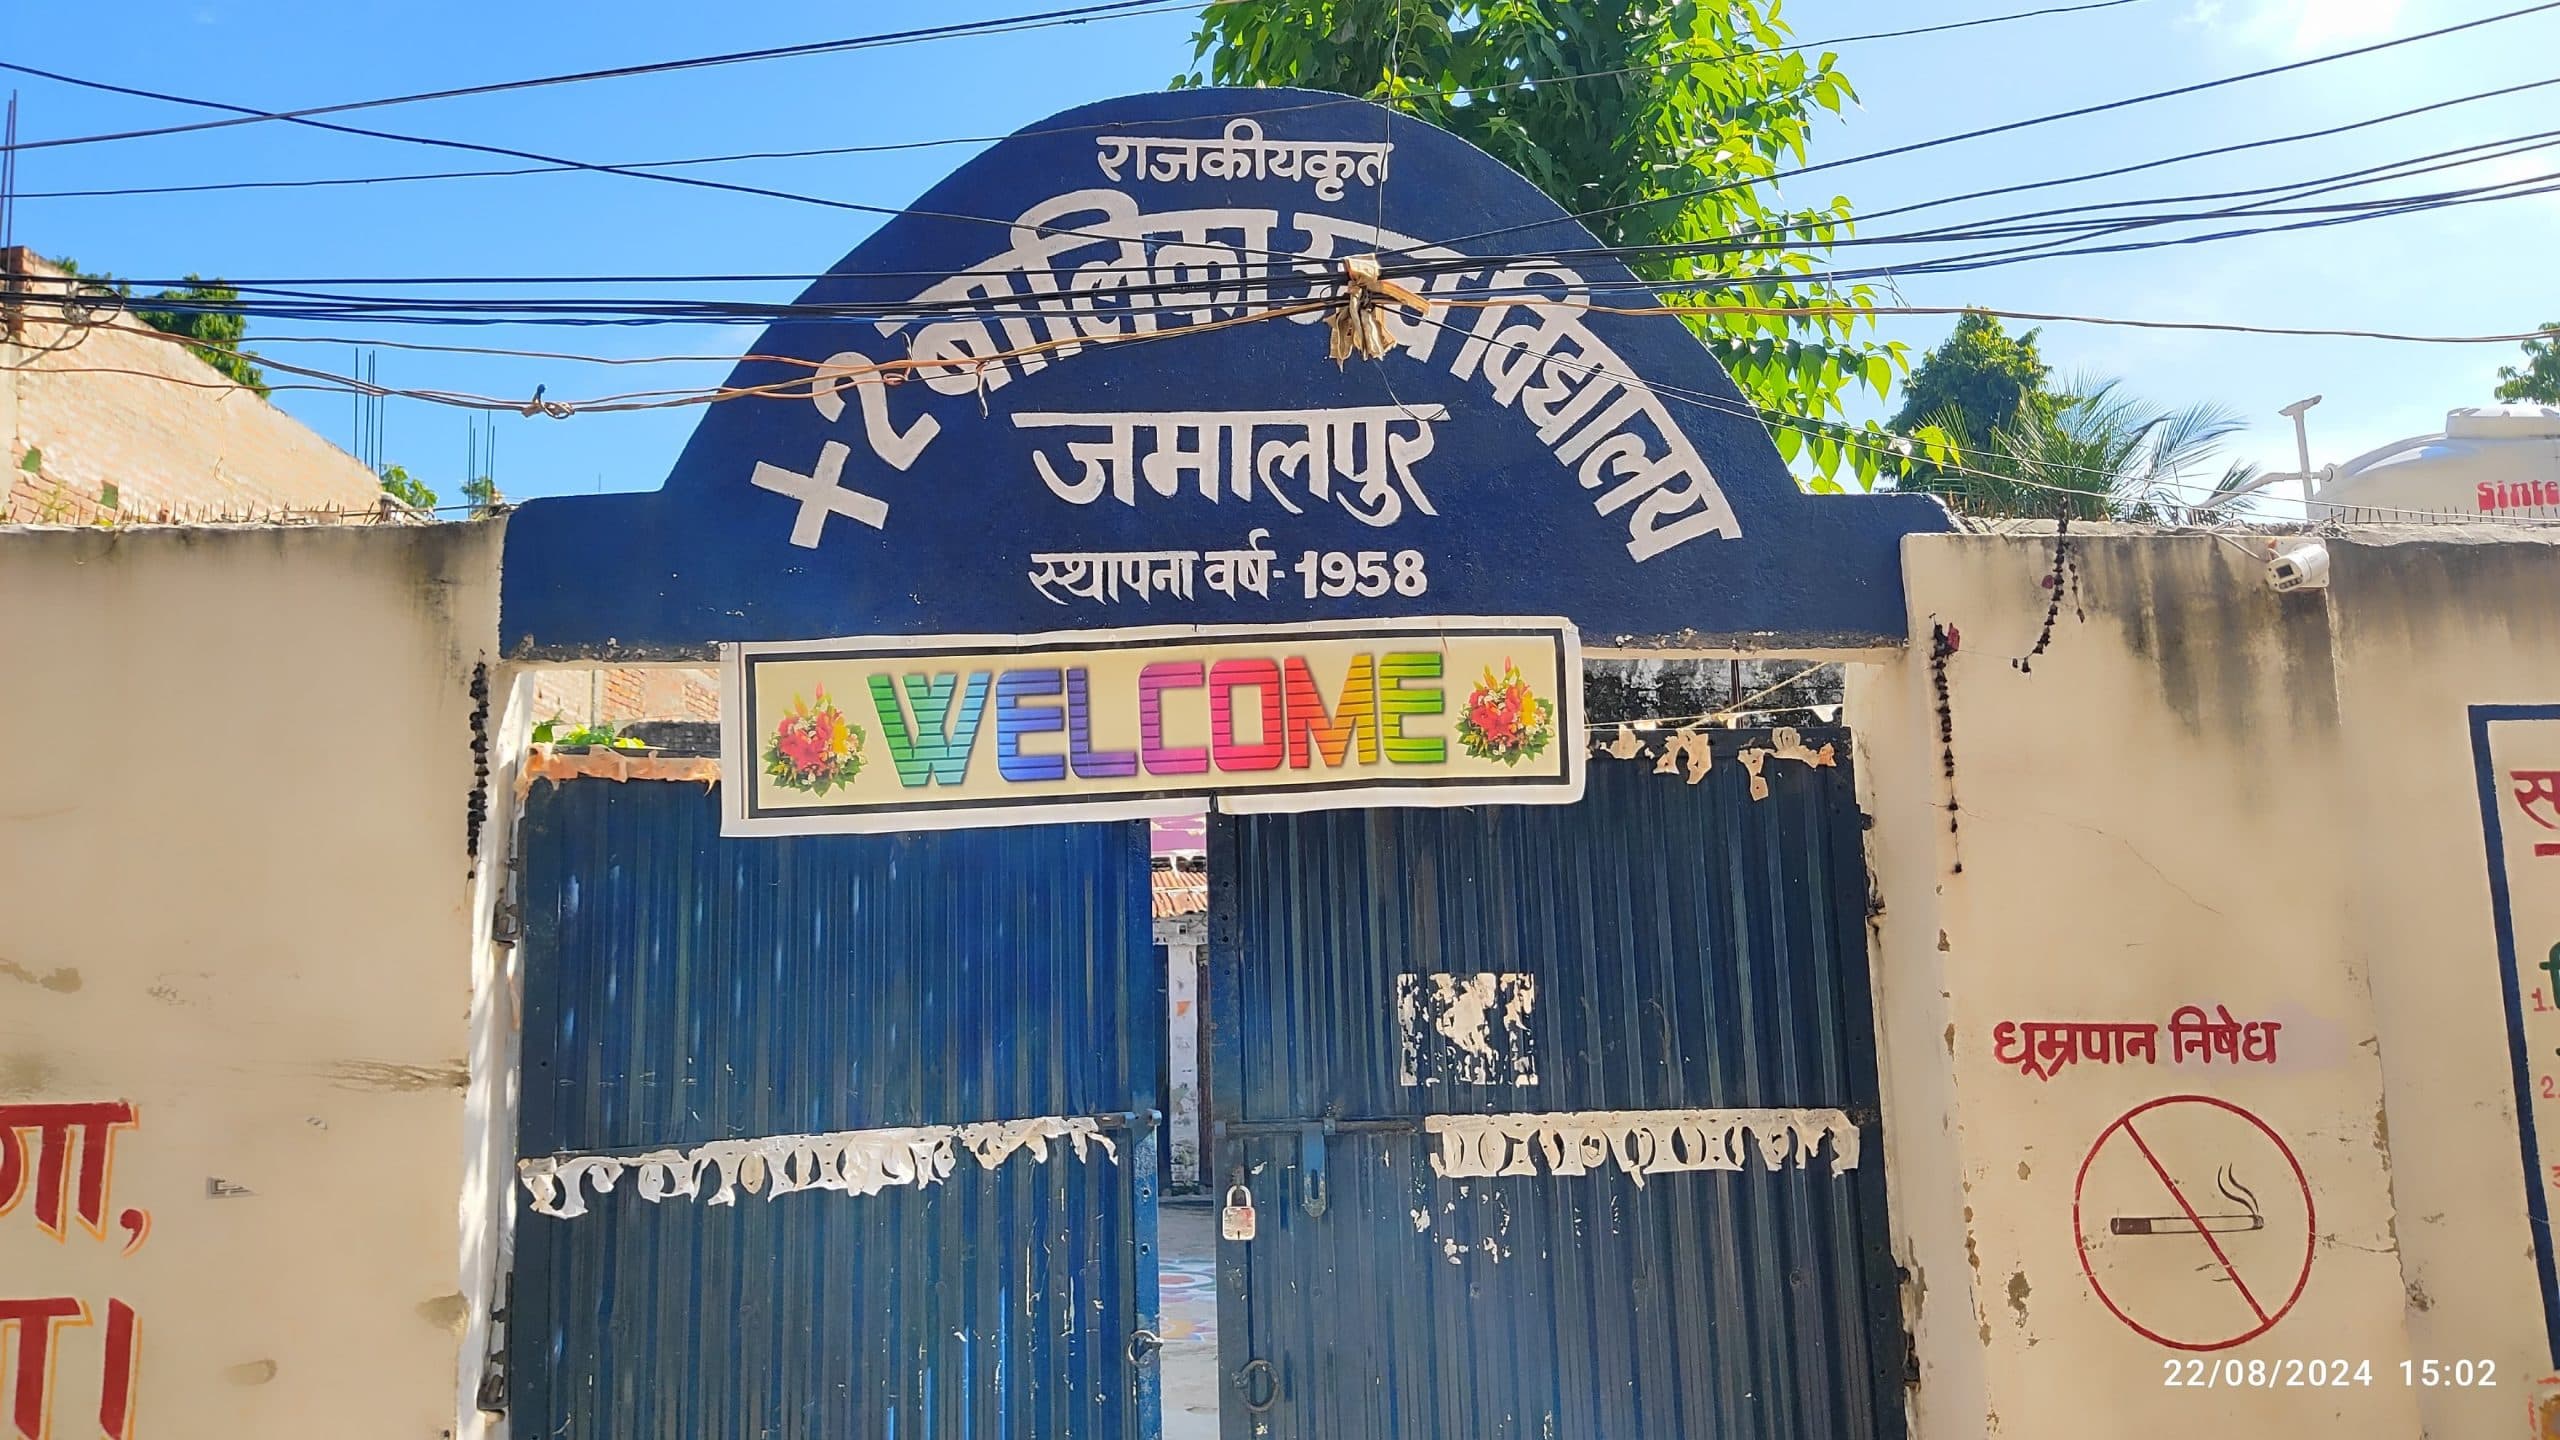 राजकीयकृत
+2 बालिका उच्च विद्यालय
जमालपुर
स्थापना वर्ष- 1958
WELCOME
धूम्रपान निषेध
22/08/2024 15:02